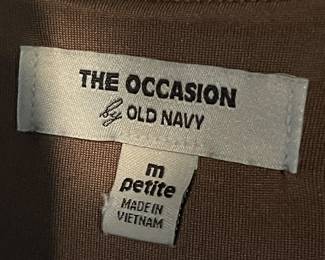 THE OCCASION
by OLD NAVY
m
petite
MADE IN
VIETNAM